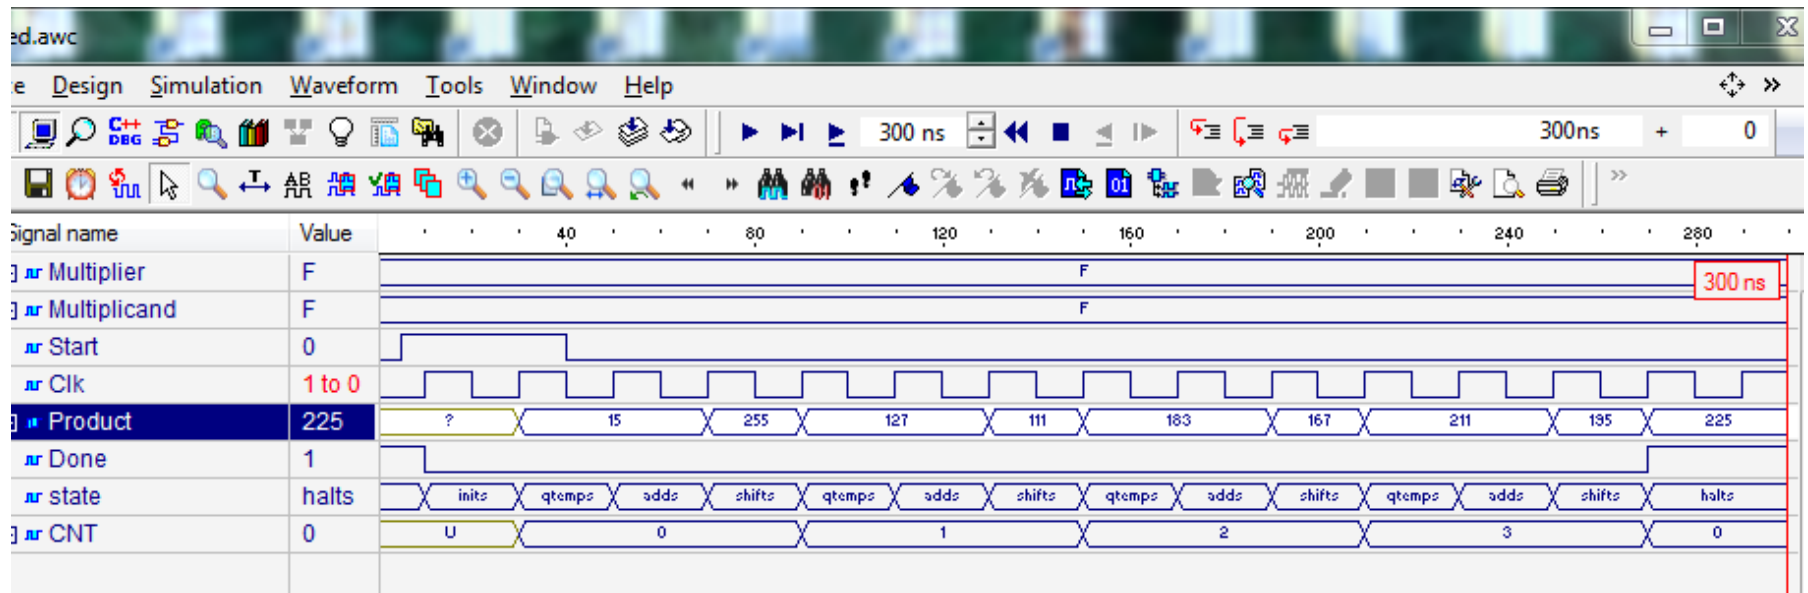 ed.awc
e Design Simulation Waveform Tools Window Help
C++ DBG 300 ns 300ns + 0
T AB 01
Signal name Value 40 80 120 160 200 240 280
Multiplier F F 300 ns
Multiplicand F F
Start 0
Clk 1 to 0
Product 225 ? 15 255 127 111 183 167 211 195 225
Done 1
state halts inits qtemps adds shifts qtemps adds shifts qtemps adds shifts qtemps adds shifts halts
CNT 0 U 0 1 2 3 0